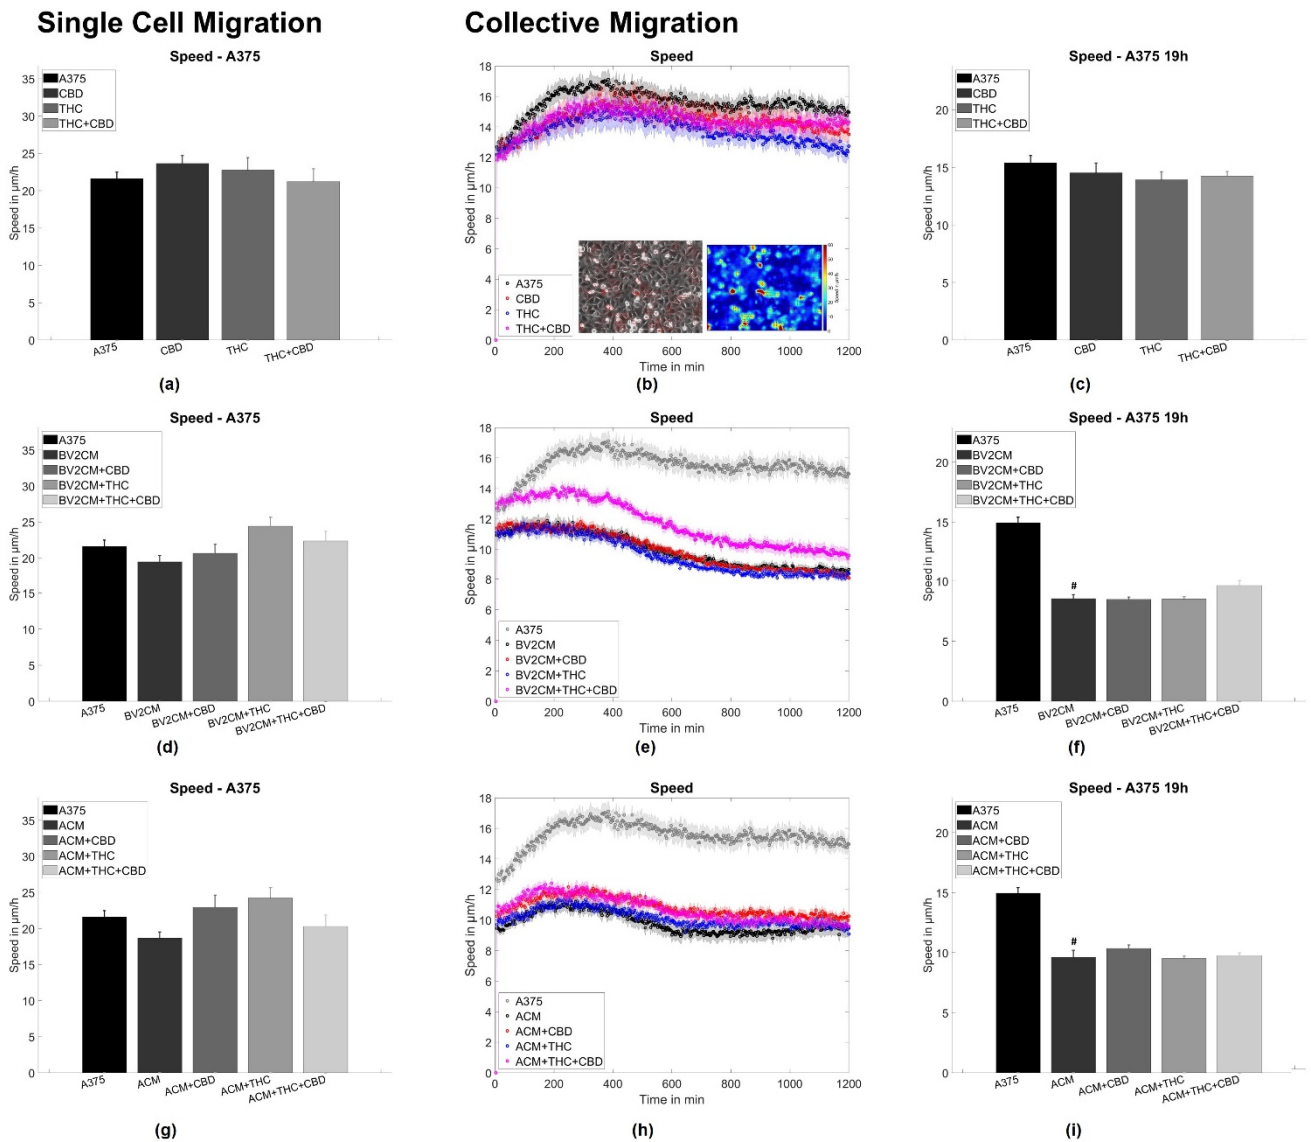 Single Cell Migration
Collective Migration
Speed - A375
Speed in µm/h
35
30
25
20
15
10
5
0
A375
CBD
THC
THC+CBD
A375
CBD
THC
THC+CBD
(a)
Speed
Speed in µm/h
18
16
14
12
10
8
6
4
2
0
A375
CBD
THC
THC+CBD
0
200
400
600
800
1000
1200
Time in min
(b)
Speed - A375 19h
Speed in µm/h
20
15
10
5
0
A375
CBD
THC
THC+CBD
A375
CBD
THC
THC+CBD
(c)
Speed - A375
Speed in µm/h
35
30
25
20
15
10
5
0
A375
BV2CM
BV2CM+CBD
BV2CM+THC
BV2CM+THC+CBD
A375
BV2CM
BV2CM+CBD
BV2CM+THC
BV2CM+THC+CBD
(d)
Speed
Speed in µm/h
18
16
14
12
10
8
6
4
2
0
A375
BV2CM
BV2CM+CBD
BV2CM+THC
BV2CM+THC+CBD
0
200
400
600
800
1000
1200
Time in min
(e)
Speed - A375 19h
Speed in µm/h
20
15
10
5
0
A375
BV2CM
BV2CM+CBD
BV2CM+THC
BV2CM+THC+CBD
#
A375
BV2CM
BV2CM+CBD
BV2CM+THC
BV2CM+THC+CBD
(f)
Speed - A375
Speed in µm/h
35
30
25
20
15
10
5
0
A375
ACM
ACM+CBD
ACM+THC
ACM+THC+CBD
A375
ACM
ACM+CBD
ACM+THC
ACM+THC+CBD
(g)
Speed
Speed in µm/h
18
16
14
12
10
8
6
4
2
0
A375
ACM
ACM+CBD
ACM+THC
ACM+THC+CBD
0
200
400
600
800
1000
1200
Time in min
(h)
Speed - A375 19h
Speed in µm/h
20
15
10
5
0
A375
ACM
ACM+CBD
ACM+THC
ACM+THC+CBD
#
A375
ACM
ACM+CBD
ACM+THC
ACM+THC+CBD
(i)